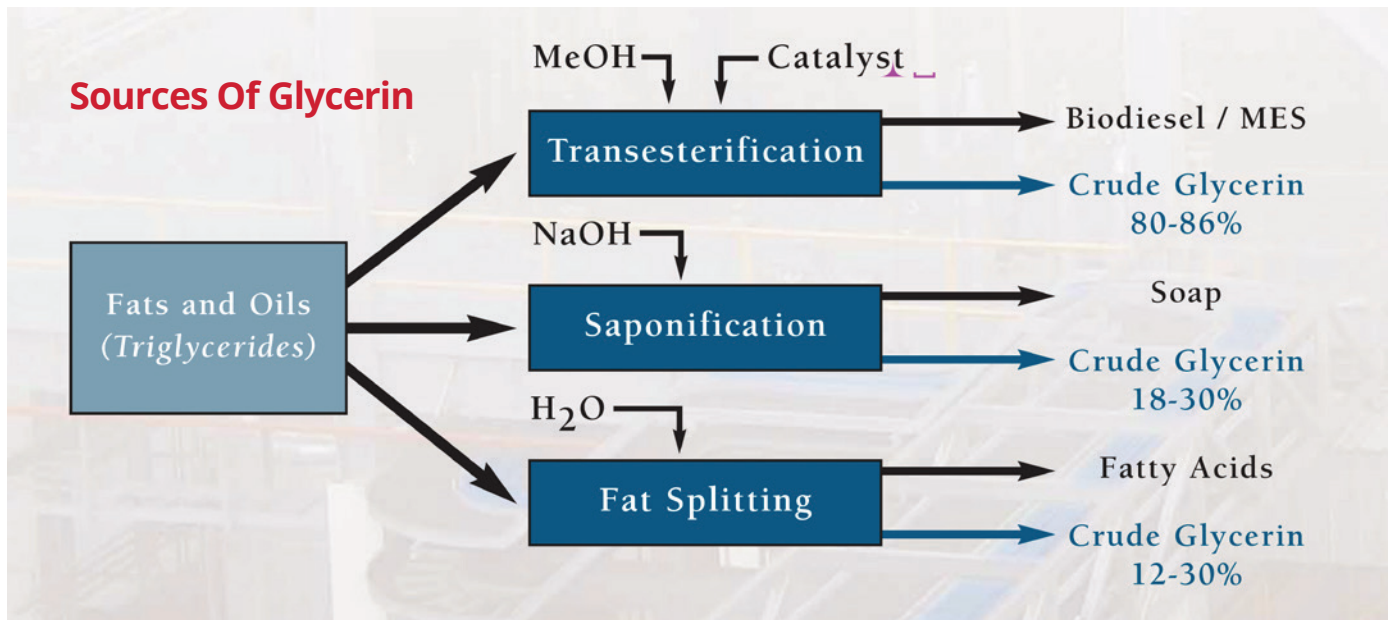 Sources Of Glycerin
MeOH
Catalyst
Transesterification
Biodiesel / MES
Crude Glycerin
80-86%
Fats and Oils
(Triglycerides)
NaOH
Saponification
Soap
Crude Glycerin
18-30%
H2O
Fat Splitting
Fatty Acids
Crude Glycerin
12-30%